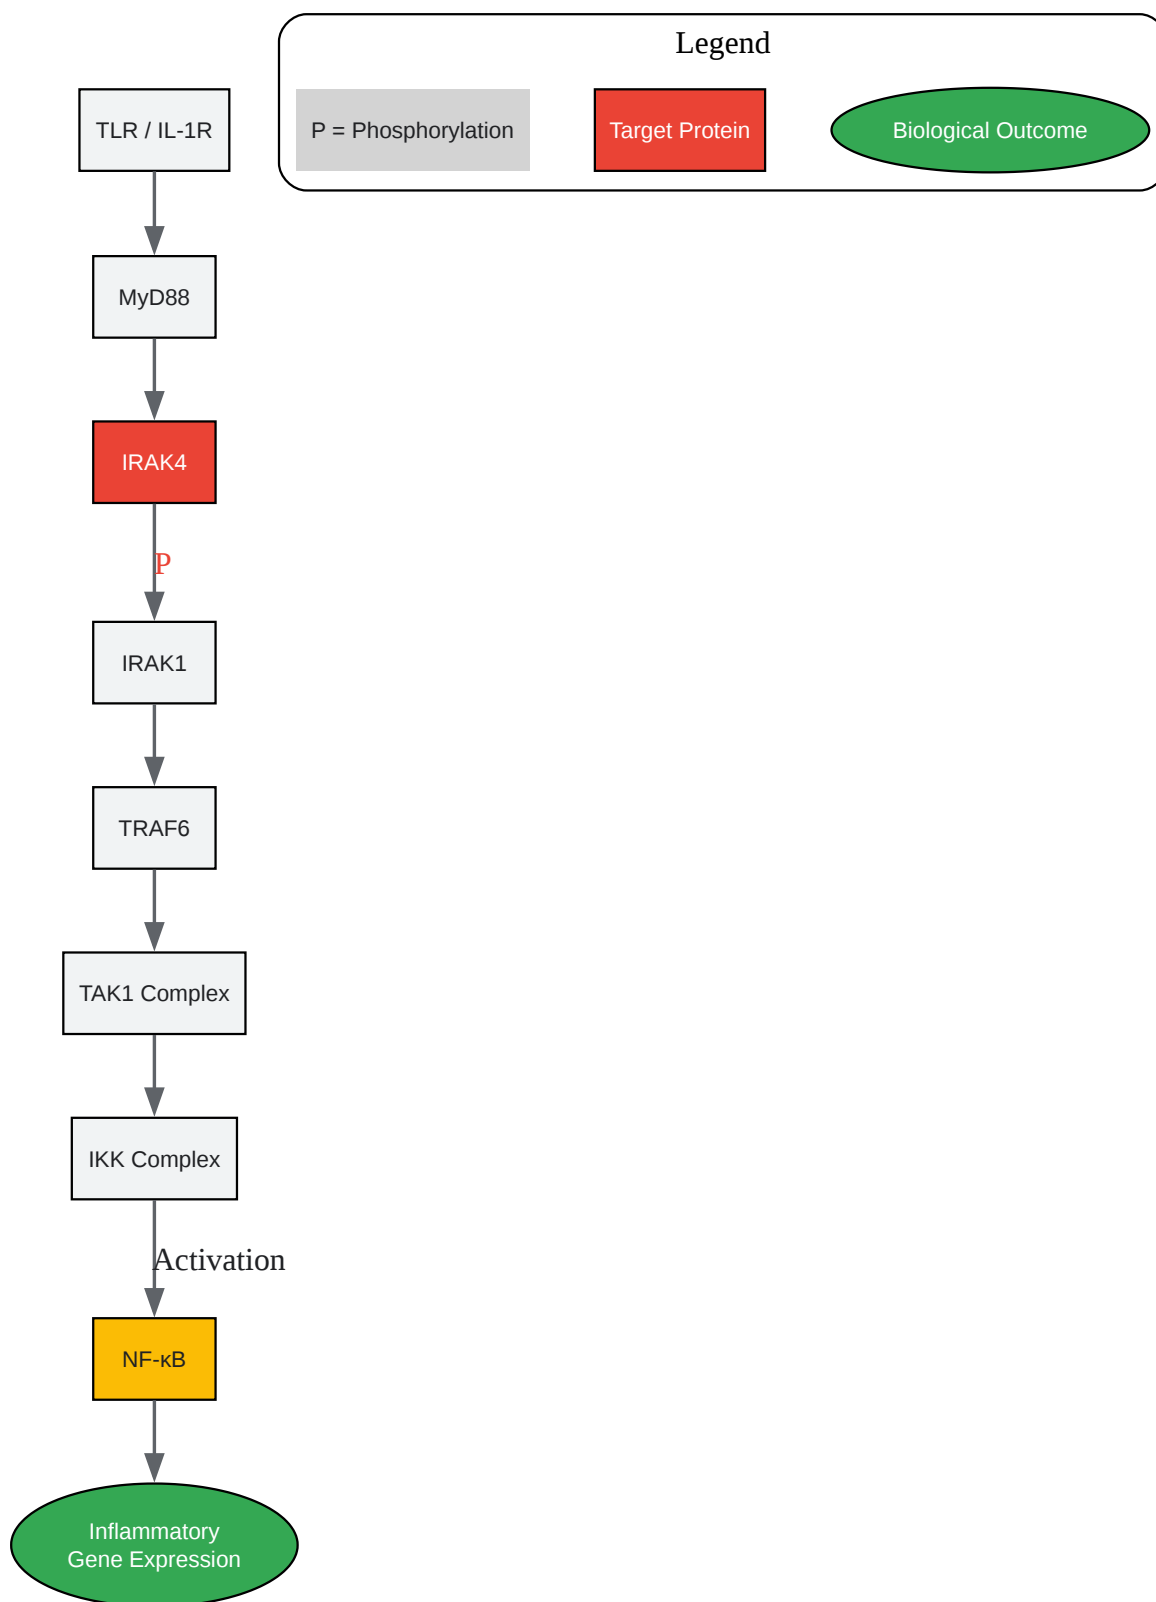 Legend
P = Phosphorylation
Target Protein
Biological Outcome
TLR / IL-1R
MyD88
IRAK4
P
IRAK1
TRAF6
TAK1 Complex
IKK Complex
Activation
NF-κB
Inflammatory
Gene Expression